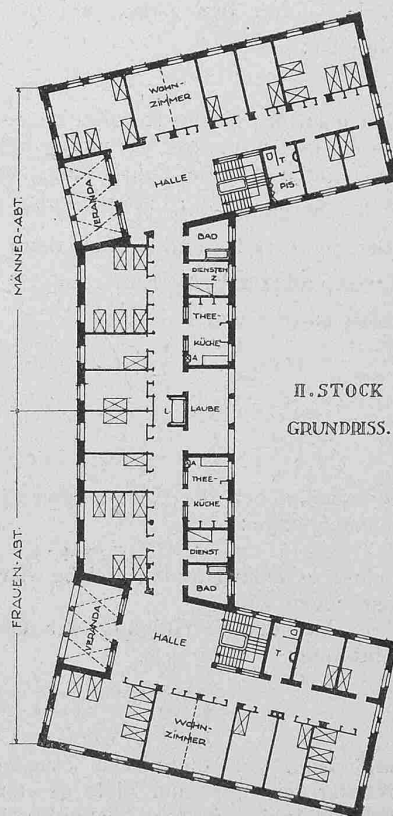 WOHN-
ZIMMER
HALLE
VERANDA
T
PIS.
MÄNNER-ABT.
BAD
DIENSTEN
Z
THEE-
KÜCHE
A
L
LAUBE
II. STOCK
GRUNDRISS.
A
THEE-
KÜCHE
DIENST
BAD
FRAUEN-ABT.
VERANDA
HALLE
T
WOHN-
ZIMMER